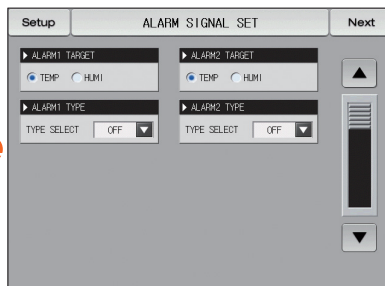 Setup
ALARM SIGNAL SET
Next
ALARM1 TARGET
TEMP HUMI
ALARM2 TARGET
TEMP HUMI
ALARM1 TYPE
TYPE SELECT OFF
ALARM2 TYPE
TYPE SELECT OFF